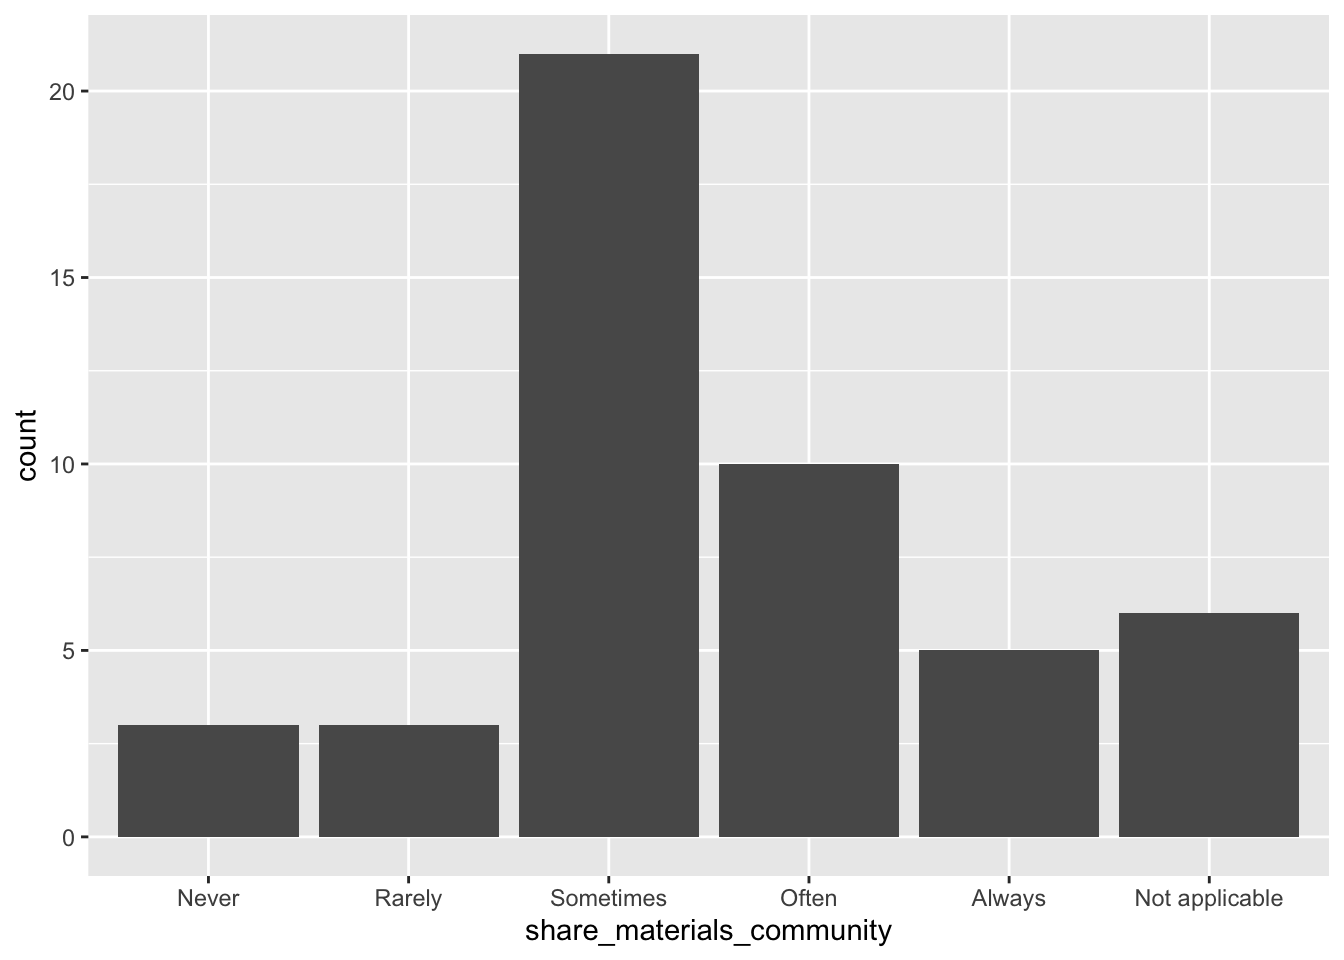 count
20
15
10
5
0
Never Rarely Sometimes Often Always Not applicable
share_materials_community